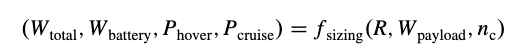 (W_total, W_battery, P_hover, P_cruise) = f_sizing(R, W_payload, n_c)